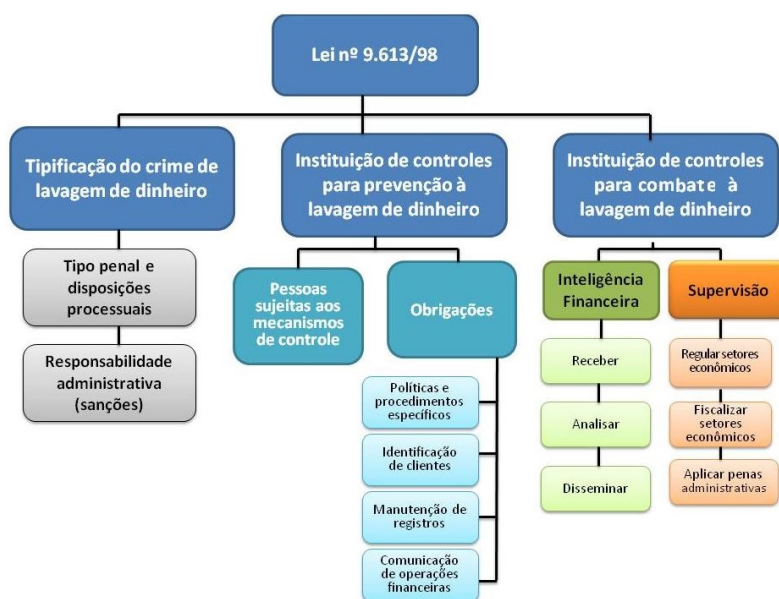 Lei nº 9.613/98
Tipificação do crime de
lavagem de dinheiro
Instituição de controles
para prevenção à
lavagem de dinheiro
Instituição de controles
para combate à
lavagem de dinheiro
Tipo penal e
disposições
processuais
Responsabilidade
administrativa
(sanções)
Pessoas
sujeitas aos
mecanismos
de controle
Obrigações
Políticas e
procedimentos
específicos
Identificação
de clientes
Manutenção de
registros
Comunicação
de operações
financeiras
Inteligência
Financeira
Receber
Analisar
Disseminar
Supervisão
Regular setores
econômicos
Fiscalizar
setores
econômicos
Aplicar penas
administrativas